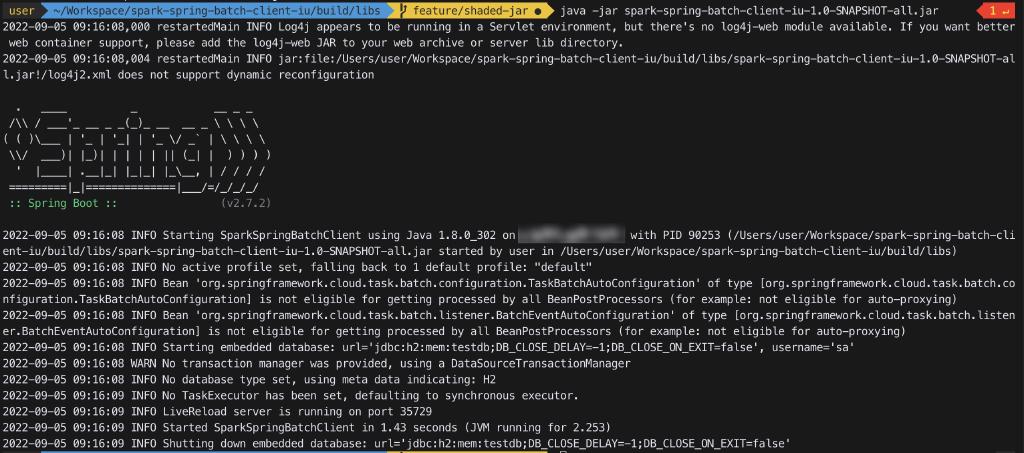 user ~/Workspace/spark-spring-batch-client-iu/build/libs feature/shaded-jar ● java -jar spark-spring-batch-client-iu-1.0-SNAPSHOT-all.jar 1 ↵
2022-09-05 09:16:08,000 restartedMain INFO Log4j appears to be running in a Servlet environment, but there's no log4j-web module available. If you want better
web container support, please add the log4j-web JAR to your web archive or server lib directory.
2022-09-05 09:16:08,004 restartedMain INFO jar:file:/Users/user/Workspace/spark-spring-batch-client-iu/build/libs/spark-spring-batch-client-iu-1.0-SNAPSHOT-al
l.jar!/log4j2.xml does not support dynamic reconfiguration
  .   ____          _            __ _ _
 /\\ / ___'_ __ _ _(_)_ __  __ _ \ \ \ \
( ( )\___ | '_ | '_| | '_ \/ _` | \ \ \ \
 \\/  ___)| |_)| | | | | || (_| |  ) ) ) )
  '  |____| .__|_| |_|_| |_\__, | / / / /
 =========|_|==============|___/=/_/_/_/
 :: Spring Boot ::                (v2.7.2)
2022-09-05 09:16:08 INFO Starting SparkSpringBatchClient using Java 1.8.0_302 on with PID 90253 (/Users/user/Workspace/spark-spring-batch-cli
ent-iu/build/libs/spark-spring-batch-client-iu-1.0-SNAPSHOT-all.jar started by user in /Users/user/Workspace/spark-spring-batch-client-iu/build/libs)
2022-09-05 09:16:08 INFO No active profile set, falling back to 1 default profile: "default"
2022-09-05 09:16:08 INFO Bean 'org.springframework.cloud.task.batch.configuration.TaskBatchAutoConfiguration' of type [org.springframework.cloud.task.batch.co
nfiguration.TaskBatchAutoConfiguration] is not eligible for getting processed by all BeanPostProcessors (for example: not eligible for auto-proxying)
2022-09-05 09:16:08 INFO Bean 'org.springframework.cloud.task.batch.listener.BatchEventAutoConfiguration' of type [org.springframework.cloud.task.batch.listen
er.BatchEventAutoConfiguration] is not eligible for getting processed by all BeanPostProcessors (for example: not eligible for auto-proxying)
2022-09-05 09:16:08 INFO Starting embedded database: url='jdbc:h2:mem:testdb;DB_CLOSE_DELAY=-1;DB_CLOSE_ON_EXIT=false', username='sa'
2022-09-05 09:16:08 WARN No transaction manager was provided, using a DataSourceTransactionManager
2022-09-05 09:16:08 INFO No database type set, using meta data indicating: H2
2022-09-05 09:16:09 INFO No TaskExecutor has been set, defaulting to synchronous executor.
2022-09-05 09:16:09 INFO LiveReload server is running on port 35729
2022-09-05 09:16:09 INFO Started SparkSpringBatchClient in 1.43 seconds (JVM running for 2.253)
2022-09-05 09:16:09 INFO Shutting down embedded database: url='jdbc:h2:mem:testdb;DB_CLOSE_DELAY=-1;DB_CLOSE_ON_EXIT=false'